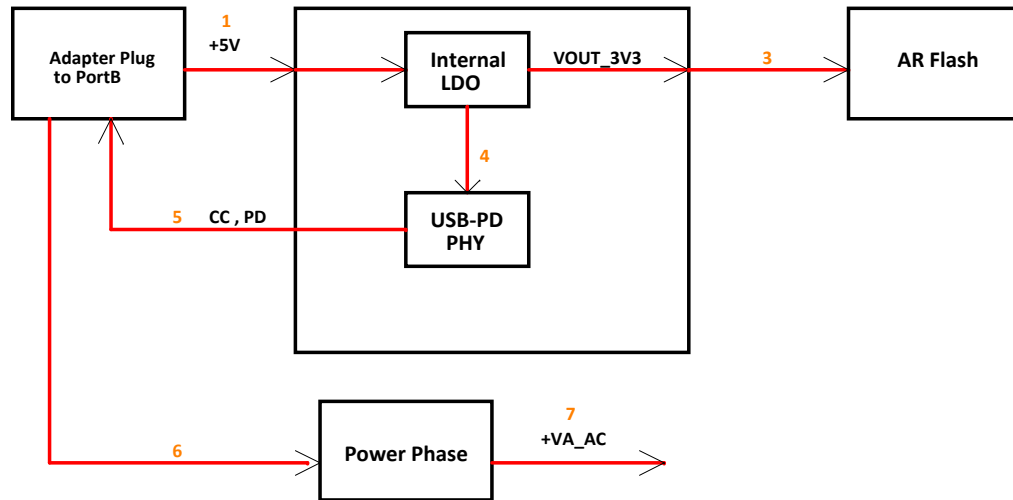 1
+5V
Adapter Plug
to PortB
Internal
LDO
VOUT_3V3
3
AR Flash
4
5
CC , PD
USB-PD
PHY
6
Power Phase
7
+VA_AC